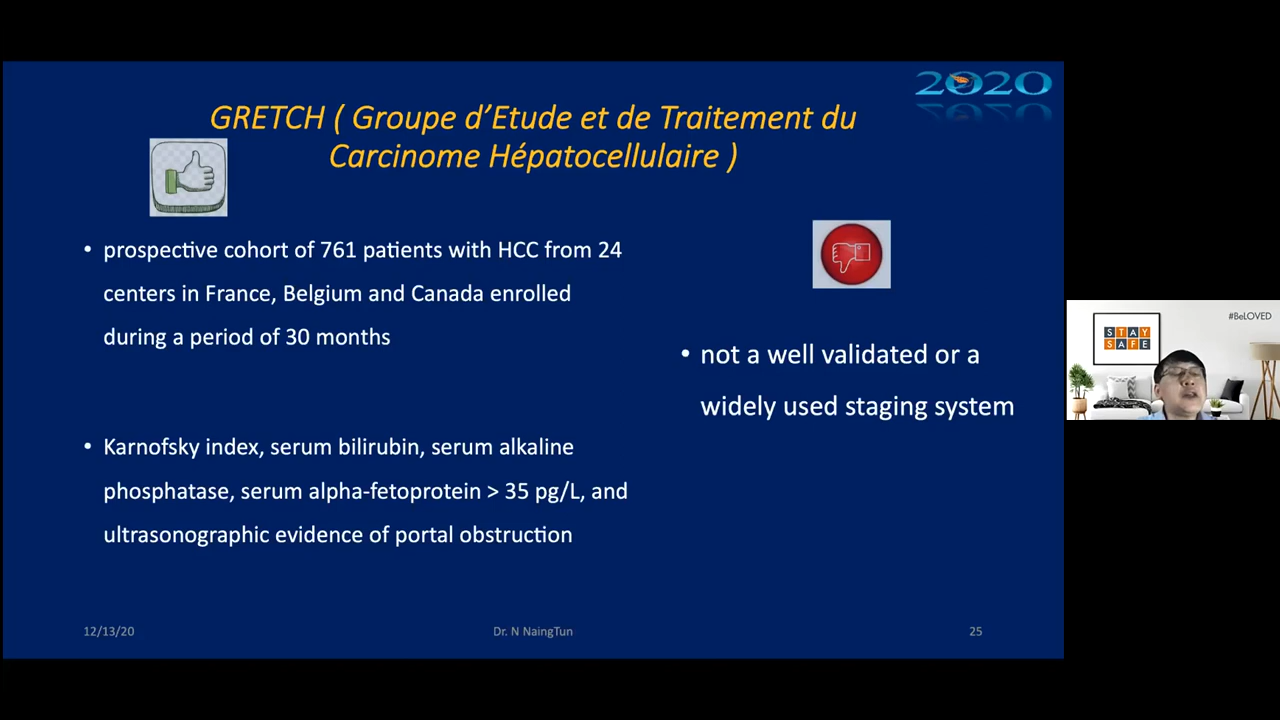 2020
GRETCH ( Groupe d’Etude et de Traitement du
Carcinome Hépatocellulaire )
• prospective cohort of 761 patients with HCC from 24
centers in France, Belgium and Canada enrolled
during a period of 30 months
• Karnofsky index, serum bilirubin, serum alkaline
phosphatase, serum alpha-fetoprotein > 35 pg/L, and
ultrasonographic evidence of portal obstruction
• not a well validated or a
widely used staging system
12/13/20
Dr. N NaingTun
25
#BeLOVED
STAY
SAFE